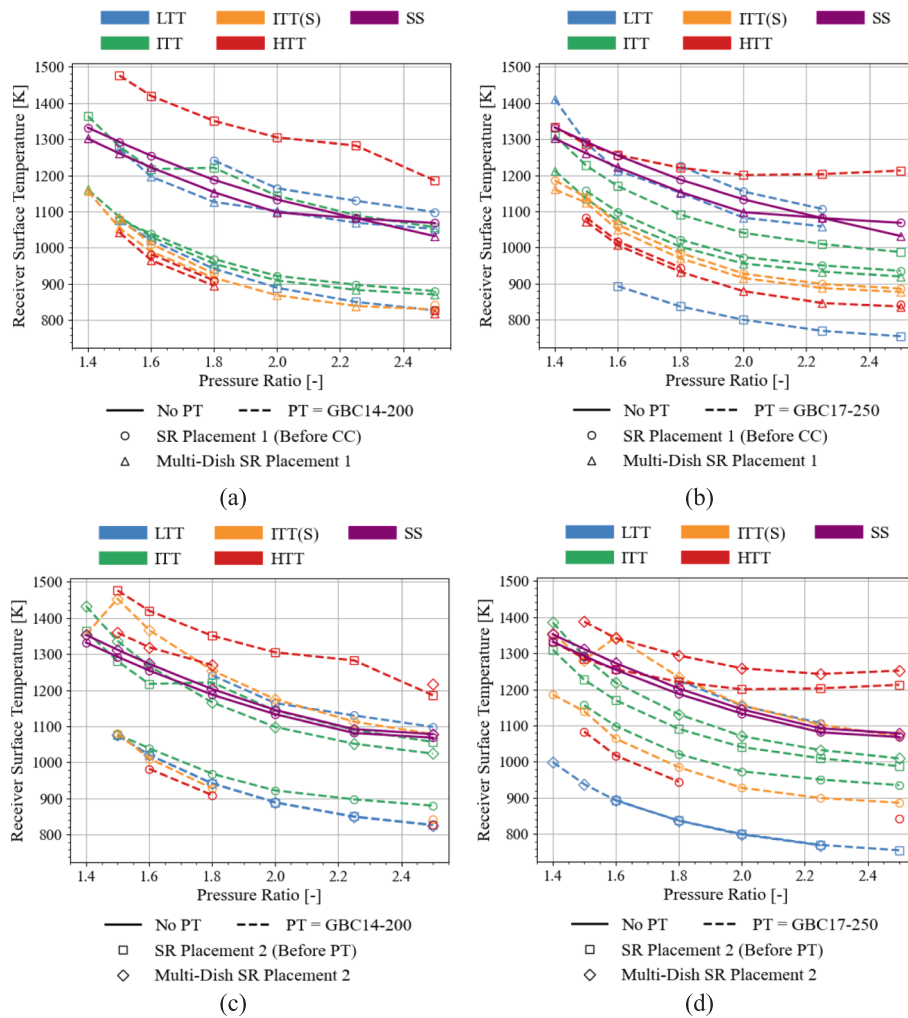 LTT ITT(S) SS
ITT HTT
1500
1400
1300
1200
1100
1000
900
800
Receiver Surface Temperature [K]
1.4 1.6 1.8 2.0 2.2 2.4
Pressure Ratio [-]
No PT PT = GBC14-200
SR Placement 1 (Before CC)
Multi-Dish SR Placement 1
(a)
LTT ITT(S) SS
ITT HTT
1500
1400
1300
1200
1100
1000
900
800
Receiver Surface Temperature [K]
1.4 1.6 1.8 2.0 2.2 2.4
Pressure Ratio [-]
No PT PT = GBC17-250
SR Placement 1 (Before CC)
Multi-Dish SR Placement 1
(b)
LTT ITT(S) SS
ITT HTT
1500
1400
1300
1200
1100
1000
900
800
Receiver Surface Temperature [K]
1.4 1.6 1.8 2.0 2.2 2.4
Pressure Ratio [-]
No PT PT = GBC14-200
SR Placement 2 (Before PT)
Multi-Dish SR Placement 2
(c)
LTT ITT(S) SS
ITT HTT
1500
1400
1300
1200
1100
1000
900
800
Receiver Surface Temperature [K]
1.4 1.6 1.8 2.0 2.2 2.4
Pressure Ratio [-]
No PT PT = GBC17-250
SR Placement 2 (Before PT)
Multi-Dish SR Placement 2
(d)